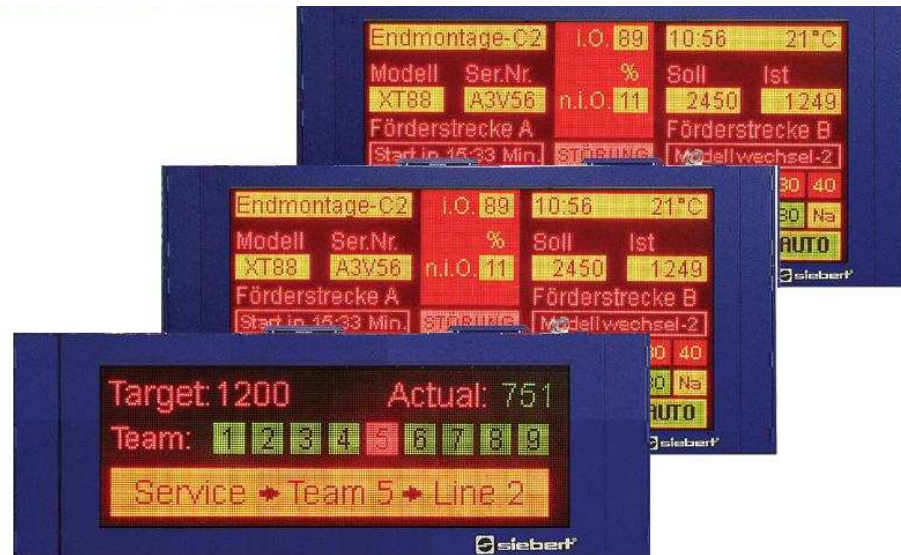 Endmontage-C2 i.O. 89 10:56 21°C
Modell Ser.Nr. % Soll Ist
XT88 A3V56 n.i.O. 11 2450 1249
Förderstrecke A Förderstrecke B
Start in 15:33 Min. STÖRUNG Modellwechsel-2
30 40
80 Na
AUTO
siebert
Endmontage-C2 i.O. 89 10:56 21°C
Modell Ser.Nr. % Soll Ist
XT88 A3V56 n.i.O. 11 2450 1249
Förderstrecke A Förderstrecke B
Start in 15:33 Min. STÖRUNG Modellwechsel-2
40
80 Na
AUTO
siebert
Target: 1200 Actual: 751
Team: 1 2 3 4 5 6 7 8 9
Service → Team 5 → Line 2
siebert